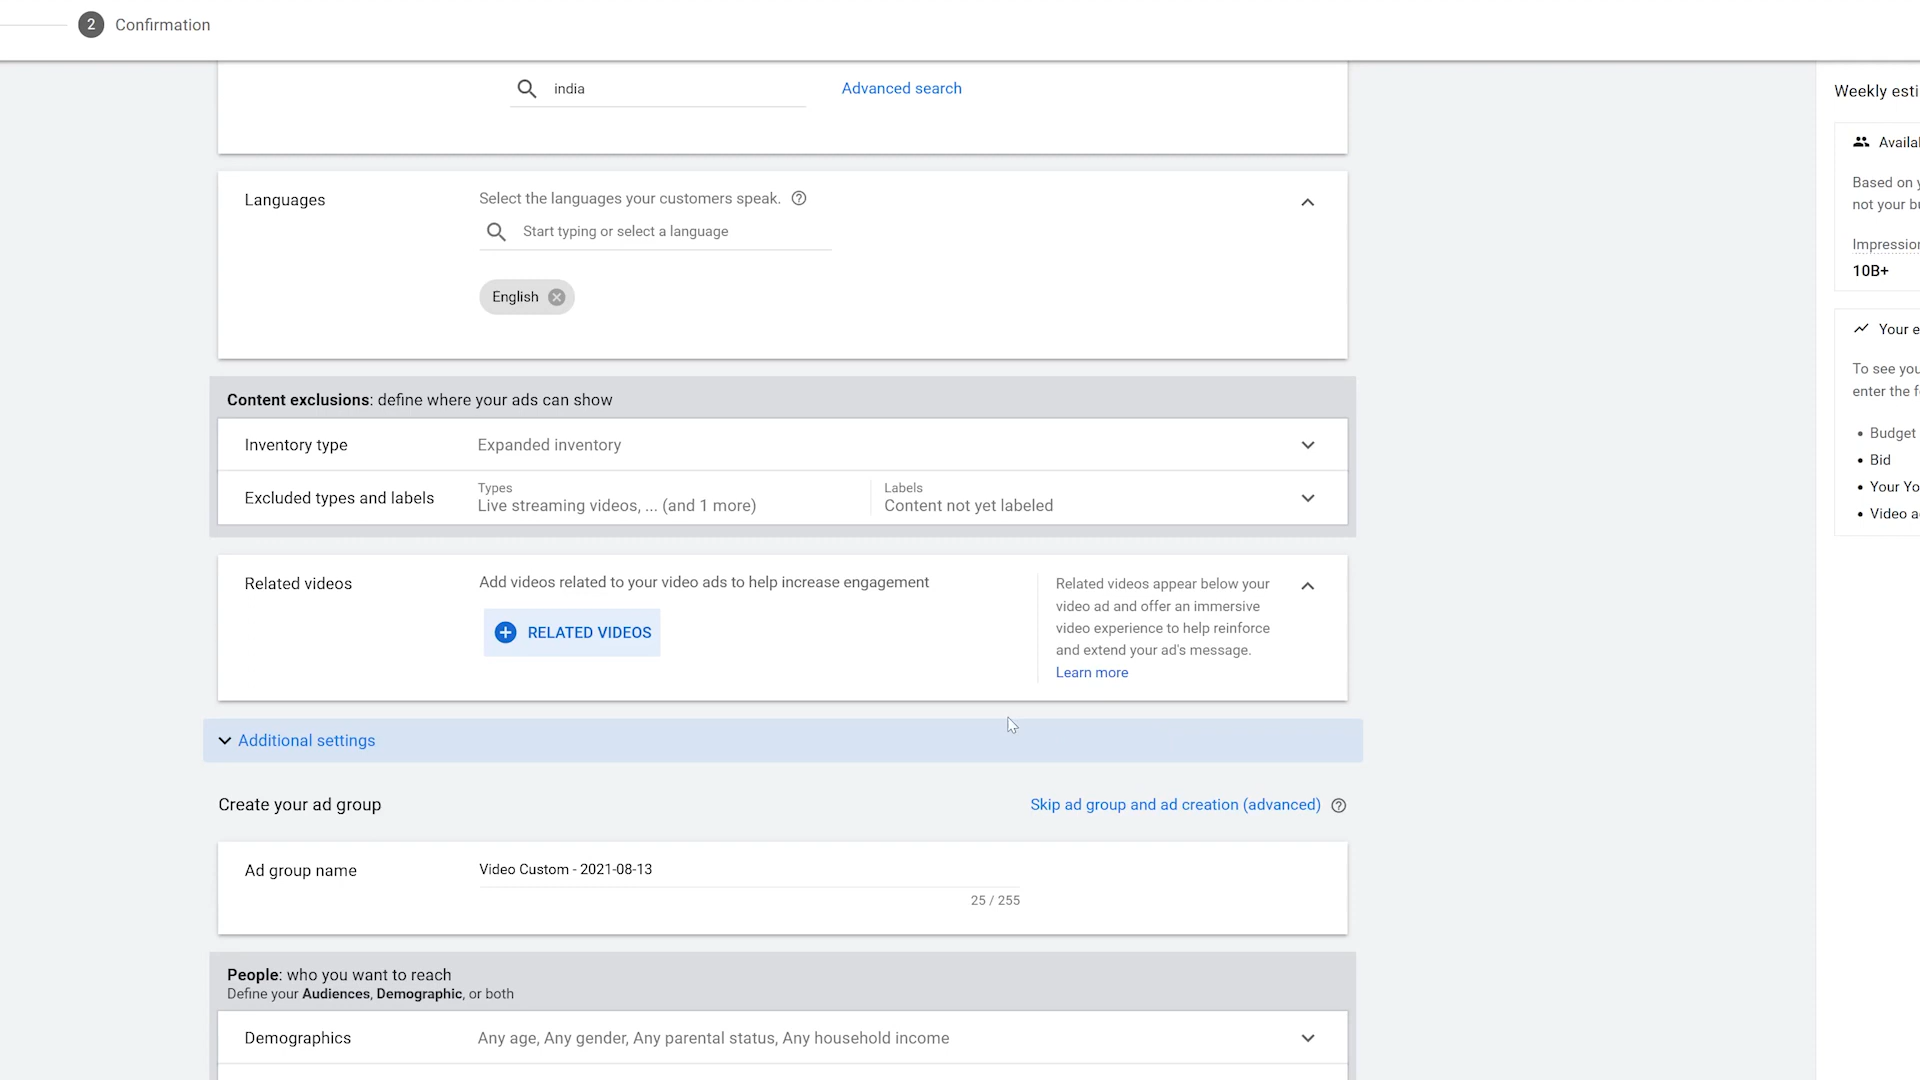 2 Confirmation
india
Advanced search
Weekly esti
Availal
Based on y
not your bu
Impression
10B+
Languages
Select the languages your customers speak.
Start typing or select a language
English
Your e
To see you
enter the f
Budget
Bid
Your Yo
Video a
Content exclusions: define where your ads can show
Inventory type
Expanded inventory
Excluded types and labels
Types
Live streaming videos, ... (and 1 more)
Labels
Content not yet labeled
Related videos
Add videos related to your video ads to help increase engagement
RELATED VIDEOS
Related videos appear below your
video ad and offer an immersive
video experience to help reinforce
and extend your ad's message.
Learn more
Additional settings
Create your ad group
Skip ad group and ad creation (advanced)
Ad group name
Video Custom - 2021-08-13
25 / 255
People: who you want to reach
Define your Audiences, Demographic, or both
Demographics
Any age, Any gender, Any parental status, Any household income